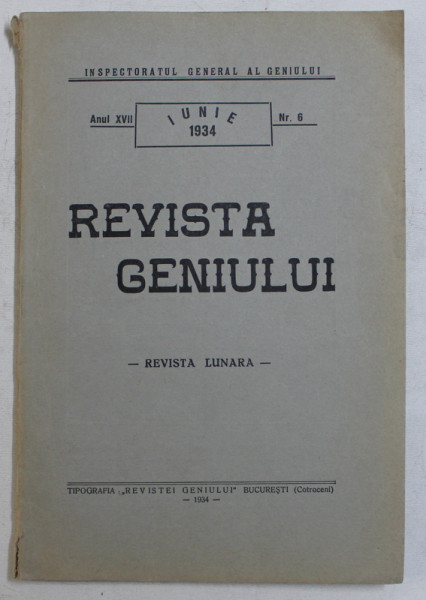 INSPECTORATUL GENERAL AL GENIULUI
Anul XVII IUNIE Nr. 6
1934
REVISTA
GENIULUI
— REVISTA LUNARA —
TIPOGRAFIA „REVISTEI GENIULUI" BUCUREȘTI (Cotroceni)
— 1934 —